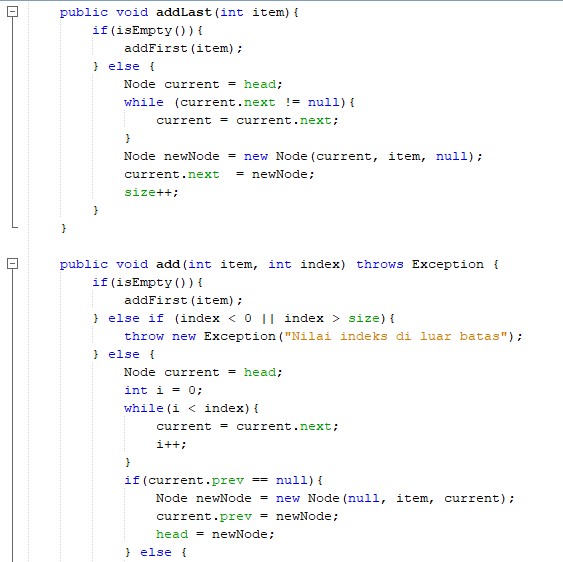 public void addLast(int item){
if(isEmpty()){
addFirst(item);
} else {
Node current = head;
while (current.next != null){
current = current.next;
}
Node newNode = new Node(current, item, null);
current.next  = newNode;
size++;
}
}
public void add(int item, int index) throws Exception {
if(isEmpty()){
addFirst(item);
} else if (index < 0 || index > size){
throw new Exception("Nilai indeks di luar batas");
} else {
Node current = head;
int i = 0;
while(i < index){
current = current.next;
i++;
}
if(current.prev == null){
Node newNode = new Node(null, item, current);
current.prev = newNode;
head = newNode;
} else {